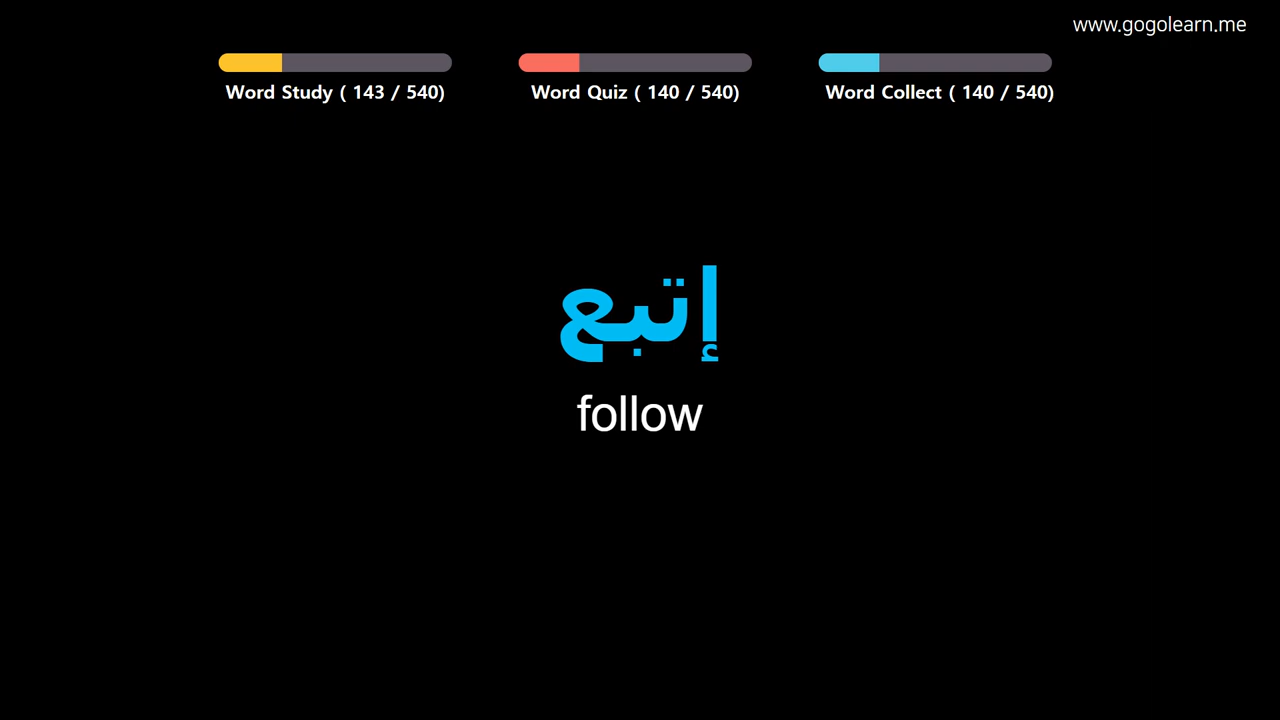 www.gogolearn.me
Word Study ( 143 / 540)
Word Quiz ( 140 / 540)
Word Collect ( 140 / 540)
إتبع
follow